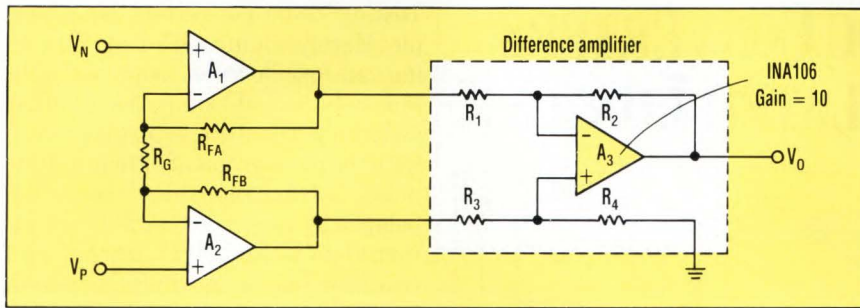 Difference amplifier
INA106
Gain = 10
V_N
+
A_1
−
R_FA
R_G
R_FB
−
A_2
+
V_P
R_1
R_2
−
A_3
+
R_3
R_4
V_O